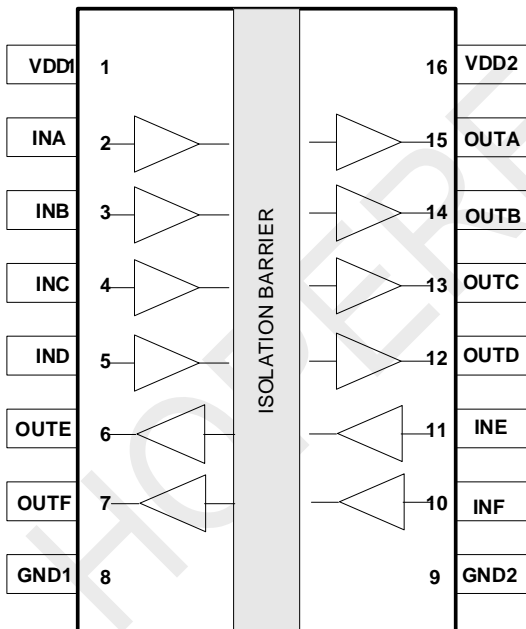 VDD1 1 16 VDD2
INA 2 15 OUTA
INB 3 14 OUTB
INC 4 13 OUTC
IND 5 12 OUTD
OUTE 6 11 INE
OUTF 7 10 INF
GND1 8 9 GND2
ISOLATION BARRIER